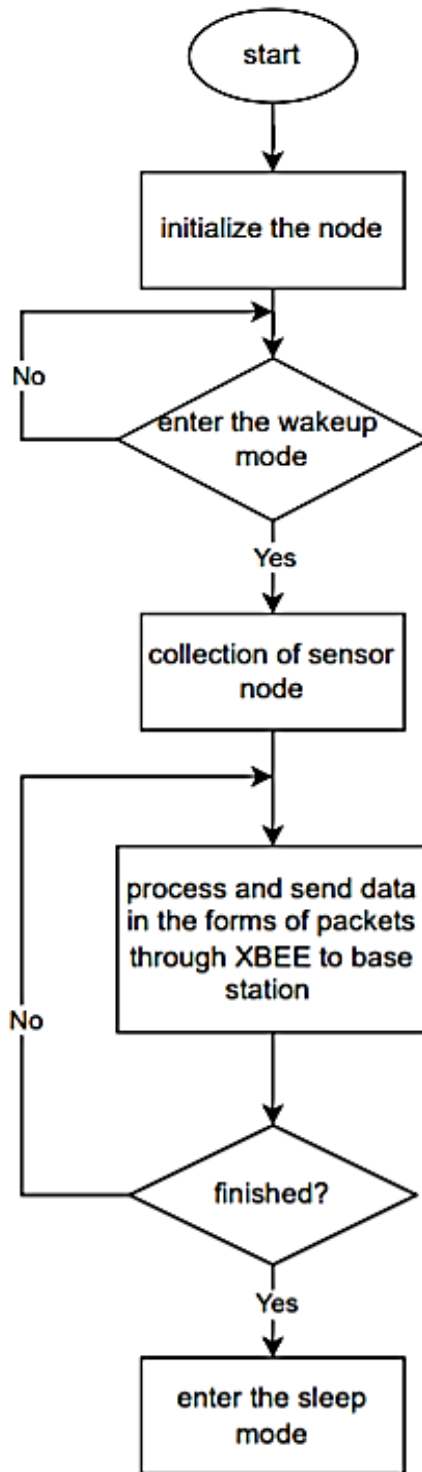 start
initialize the node
No
enter the wakeup
mode
Yes
collection of sensor
node
process and send data
in the forms of packets
through XBEE to base
station
No
finished?
Yes
enter the sleep
mode